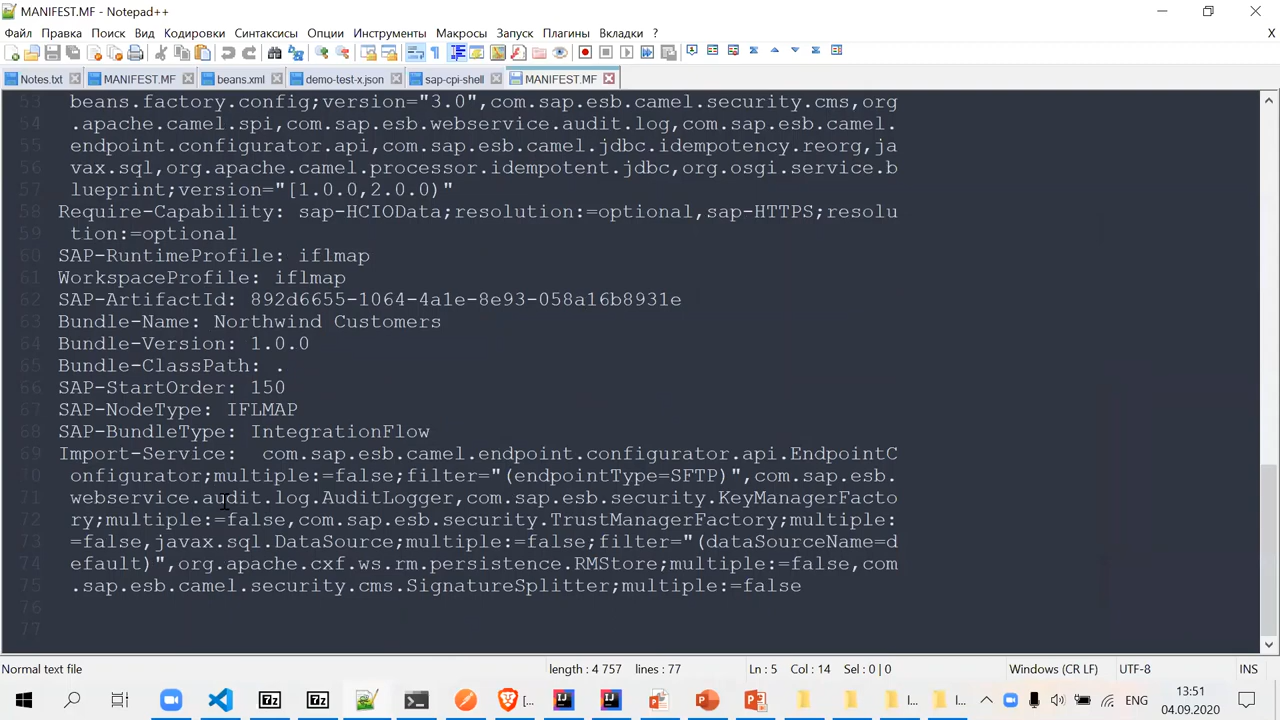 MANIFEST.MF - Notepad++
Файл Правка Поиск Вид Кодировки Синтаксисы Опции Инструменты Макросы Запуск Плагины Вкладки ? X
Notes.txt MANIFEST.MF beans.xml demo-test-x.json sap-cpi-shell MANIFEST.MF
53 beans.factory.config;version="3.0",com.sap.esb.camel.security.cms,org
54 .apache.camel.spi,com.sap.esb.webservice.audit.log,com.sap.esb.camel.
55 endpoint.configurator.api,com.sap.esb.camel.jdbc.idempotency.reorg,ja
56 vax.sql,org.apache.camel.processor.idempotent.jdbc,org.osgi.service.b
57 lueprint;version="[1.0.0,2.0.0)"
58 Require-Capability: sap-HCIOData;resolution:=optional,sap-HTTPS;resolu
59 tion:=optional
60 SAP-RuntimeProfile: iflmap
61 WorkspaceProfile: iflmap
62 SAP-ArtifactId: 892d6655-1064-4a1e-8e93-058a16b8931e
63 Bundle-Name: Northwind Customers
64 Bundle-Version: 1.0.0
65 Bundle-ClassPath: .
66 SAP-StartOrder: 150
67 SAP-NodeType: IFLMAP
68 SAP-BundleType: IntegrationFlow
69 Import-Service: com.sap.esb.camel.endpoint.configurator.api.EndpointC
70 onfigurator;multiple:=false;filter="(endpointType=SFTP)",com.sap.esb.
71 webservice.audit.log.AuditLogger,com.sap.esb.security.KeyManagerFacto
72 ry;multiple:=false,com.sap.esb.security.TrustManagerFactory;multiple:
73 =false,javax.sql.DataSource;multiple:=false;filter="(dataSourceName=d
74 efault)",org.apache.cxf.ws.rm.persistence.RMStore;multiple:=false,com
75 .sap.esb.camel.security.cms.SignatureSplitter;multiple:=false
76
77
Normal text file length : 4 757 lines : 77 Ln : 5 Col : 14 Sel : 0 | 0 Windows (CR LF) UTF-8 INS
[... I... I... ENG 13:51
04.09.2020